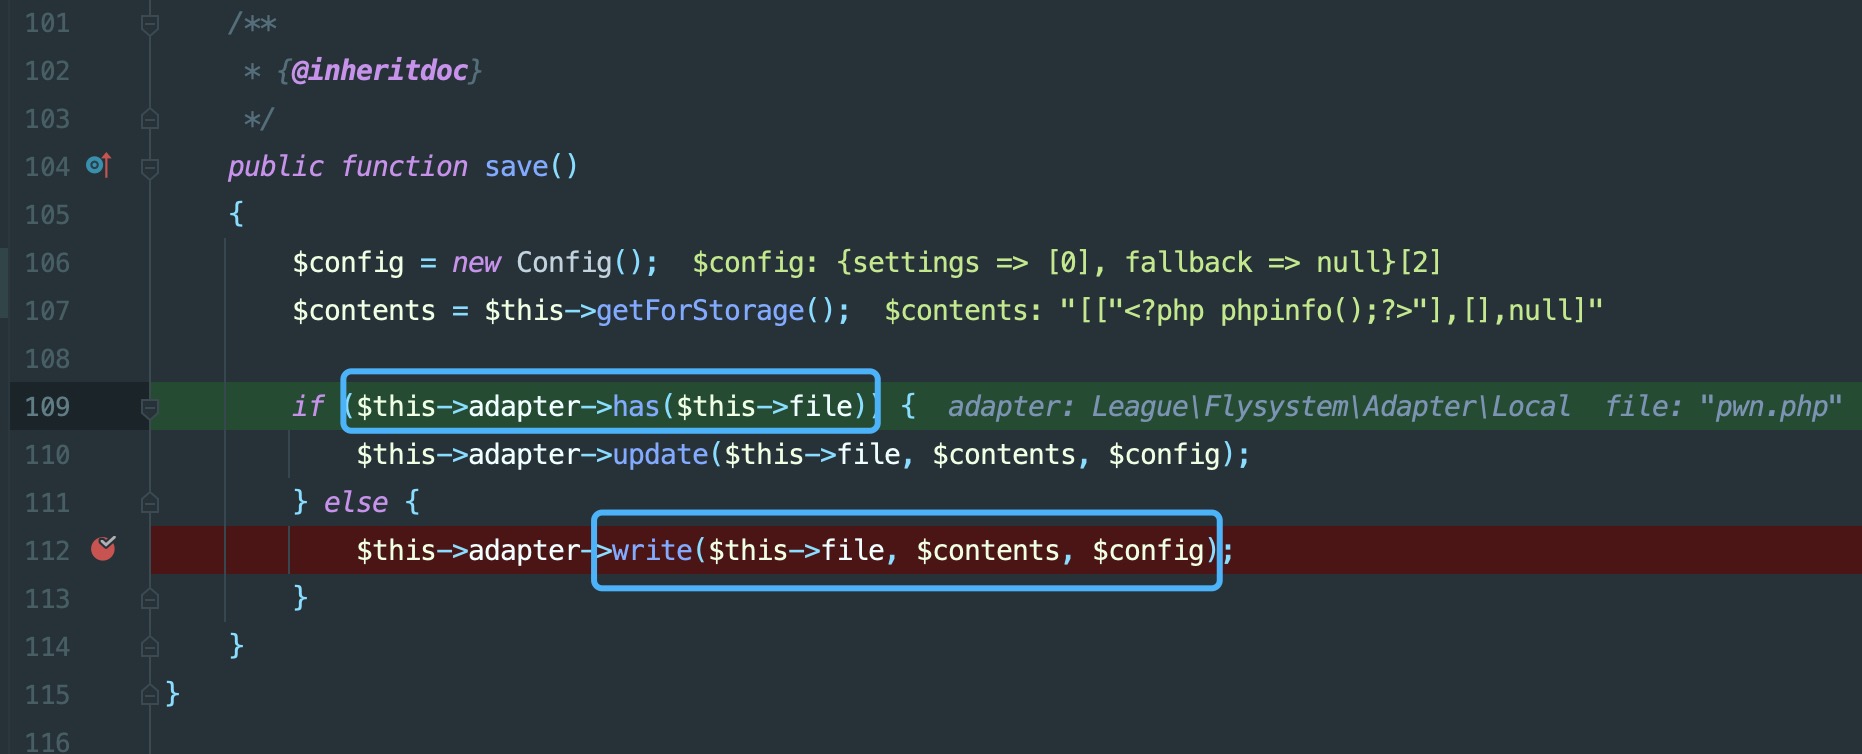 101 /**
102 * {@inheritdoc}
103 */
104 public function save()
105 {
106 $config = new Config(); $config: {settings => [0], fallback => null}[2]
107 $contents = $this->getForStorage(); $contents: "[["<?php phpinfo();?>"],[],null]"
108
109 if ($this->adapter->has($this->file)) { adapter: League\Flysystem\Adapter\Local file: "pwn.php"
110 $this->adapter->update($this->file, $contents, $config);
111 } else {
112 $this->adapter->write($this->file, $contents, $config);
113 }
114 }
115 }
116